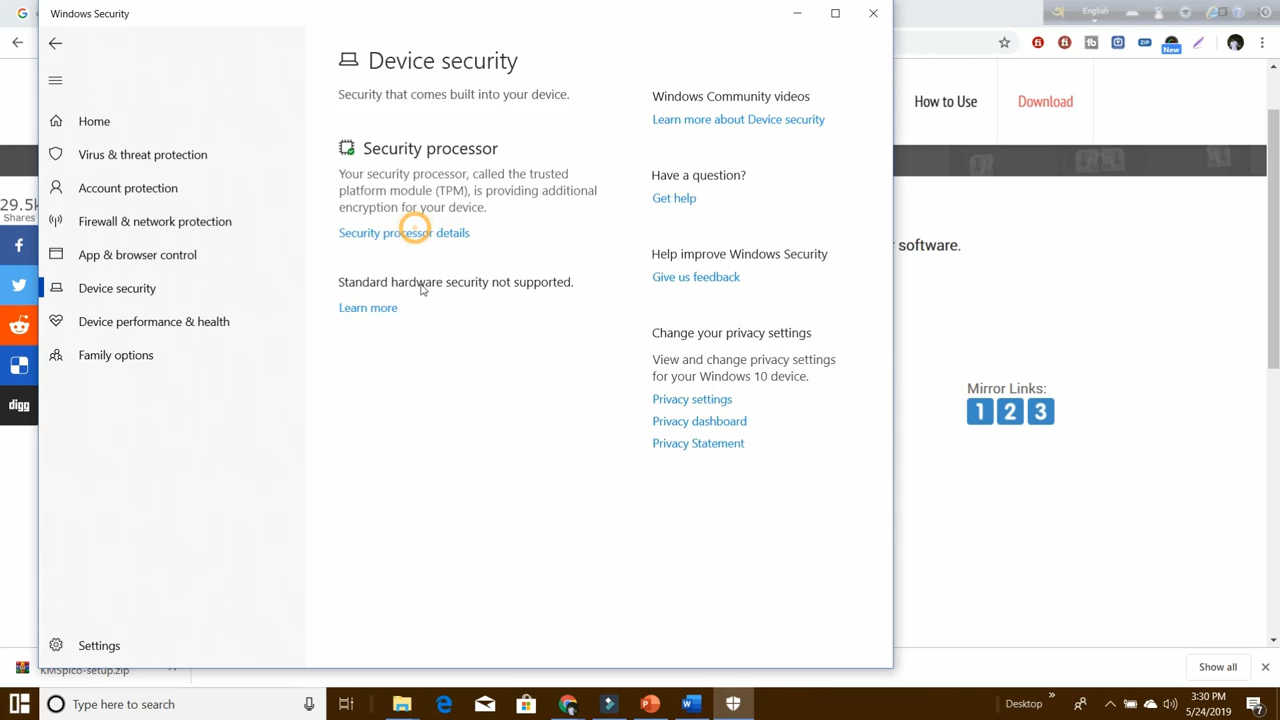 Windows Security
English
New
How to Use
Download
Home
Virus & threat protection
Account protection
Firewall & network protection
App & browser control
Device security
Device performance & health
Family options
Settings
Device security
Security that comes built into your device.
Security processor
Your security processor, called the trusted
platform module (TPM), is providing additional
encryption for your device.
Security processor details
Standard hardware security not supported.
Learn more
Windows Community videos
Learn more about Device security
Have a question?
Get help
Help improve Windows Security
Give us feedback
Change your privacy settings
View and change privacy settings
for your Windows 10 device.
Privacy settings
Privacy dashboard
Privacy Statement
29.5k
Shares
digg
software.
Mirror Links:
1 2 3
KMSpico-setup.zip
Show all
Type here to search
Desktop
3:30 PM
5/24/2019
7